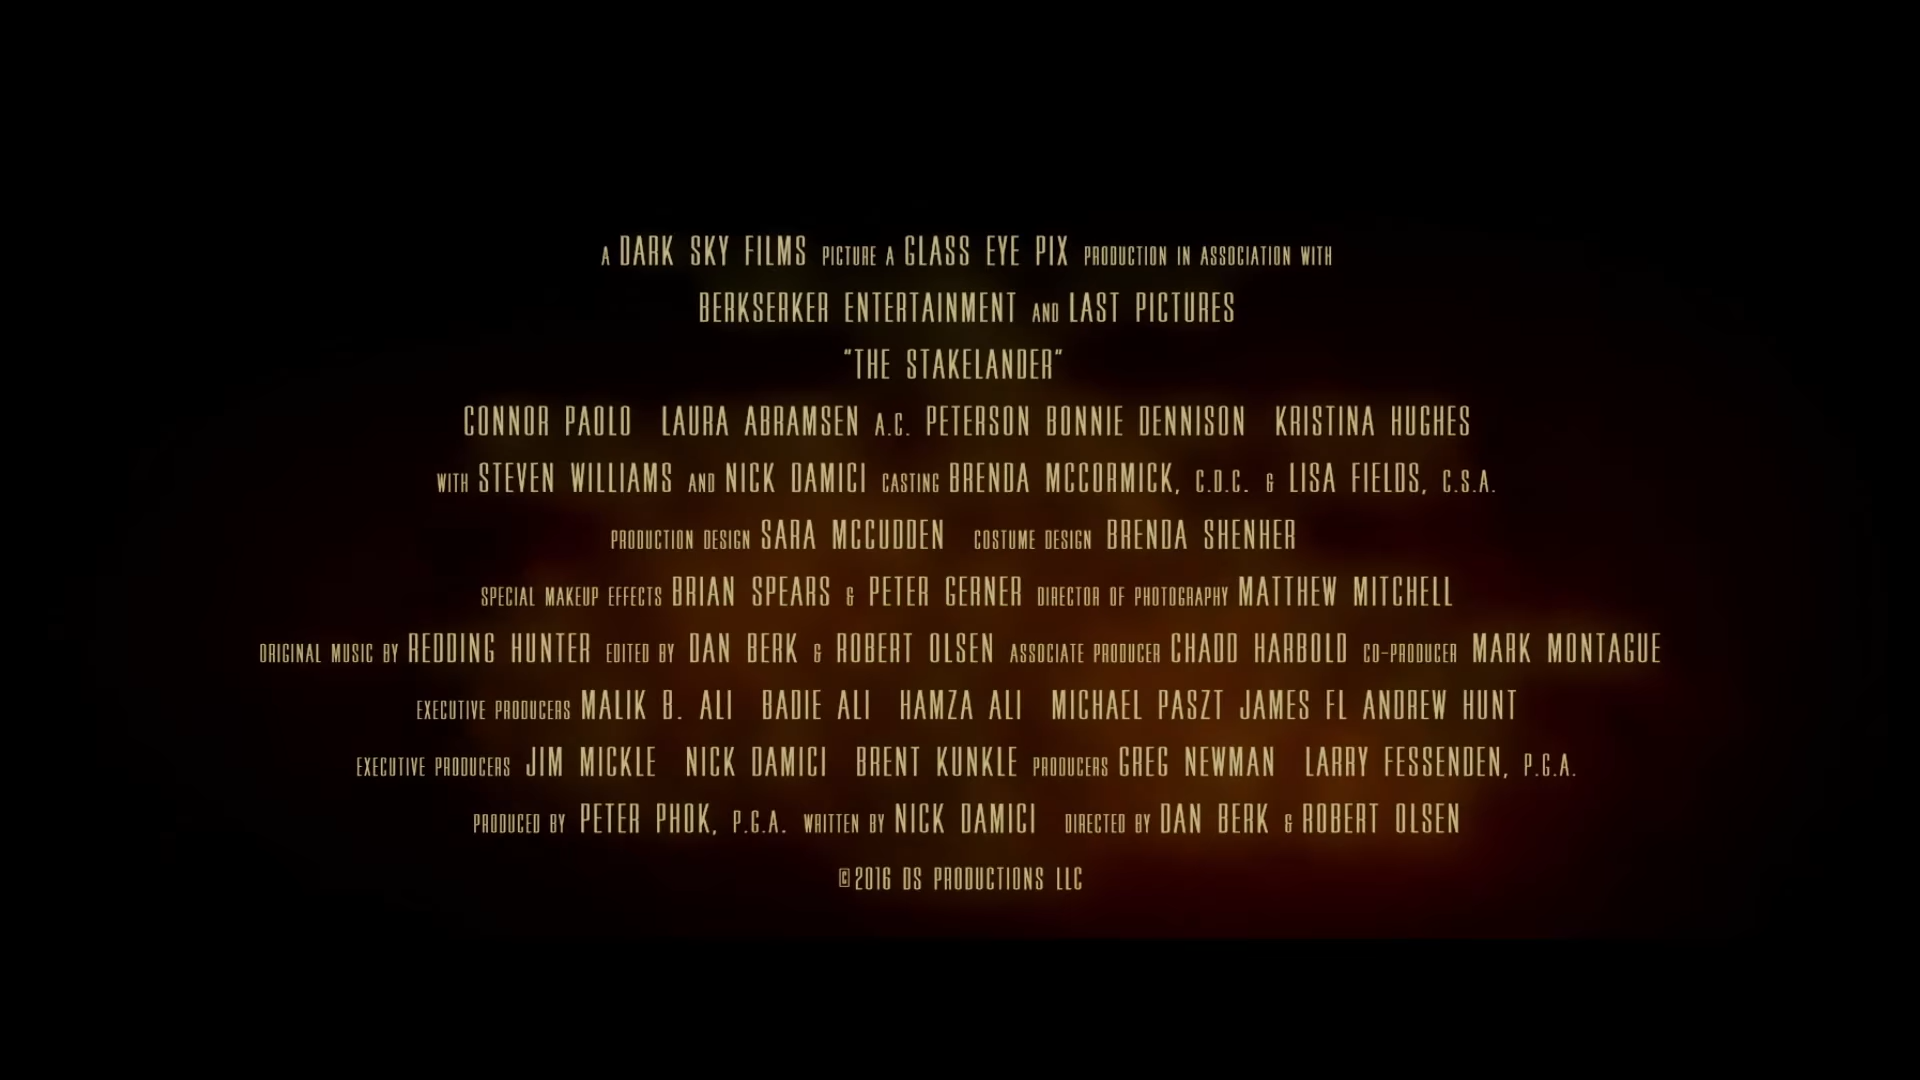 A DARK SKY FILMS PICTURE A GLASS EYE PIX PRODUCTION IN ASSOCIATION WITH
BERKSERKER ENTERTAINMENT AND LAST PICTURES
"THE STAKELANDER"
CONNOR PAOLO LAURA ABRAMSEN A.C. PETERSON BONNIE DENNISON KRISTINA HUGHES
WITH STEVEN WILLIAMS AND NICK DAMICI CASTING BRENDA MCCORMICK, C.D.C. & LISA FIELDS, C.S.A.
PRODUCTION DESIGN SARA MCCUDDEN COSTUME DESIGN BRENDA SHENHER
SPECIAL MAKEUP EFFECTS BRIAN SPEARS & PETER GERNER DIRECTOR OF PHOTOGRAPHY MATTHEW MITCHELL
ORIGINAL MUSIC BY REDDING HUNTER EDITED BY DAN BERK & ROBERT OLSEN ASSOCIATE PRODUCER CHADD HARBOLD CO-PRODUCER MARK MONTAGUE
EXECUTIVE PRODUCERS MALIK B. ALI BADIE ALI HAMZA ALI MICHAEL PASZT JAMES FL ANDREW HUNT
EXECUTIVE PRODUCERS JIM MICKLE NICK DAMICI BRENT KUNKLE PRODUCERS GREG NEWMAN LARRY FESSENDEN, P.G.A.
PRODUCED BY PETER PHOK, P.G.A. WRITTEN BY NICK DAMICI DIRECTED BY DAN BERK & ROBERT OLSEN
©2016 DS PRODUCTIONS LLC